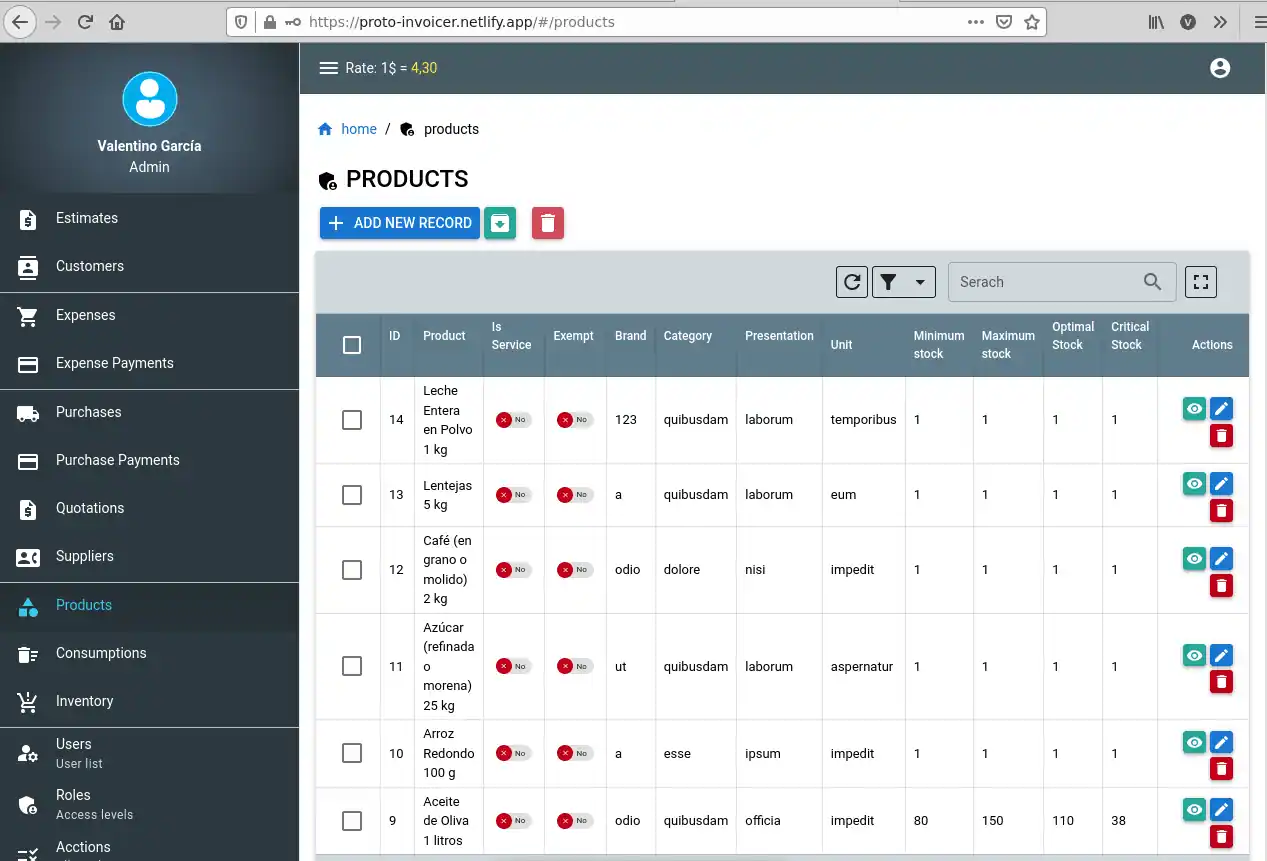 https://proto-invoicer.netlify.app/#/products
V
Rate: 1$ = 4,30
Valentino García
Admin
Estimates
Customers
Expenses
Expense Payments
Purchases
Purchase Payments
Quotations
Suppliers
Products
Consumptions
Inventory
Users
User list
Roles
Access levels
Acctions
home / products
PRODUCTS
ADD NEW RECORD
Serach
ID Product Is Service Exempt Brand Category Presentation Unit Minimum stock Maximum stock Optimal Stock Critical Stock Actions
14 Leche Entera en Polvo 1 kg No No 123 quibusdam laborum temporibus 1 1 1 1
13 Lentejas 5 kg No No a quibusdam laborum eum 1 1 1 1
12 Café (en grano o molido) 2 kg No No odio dolore nisi impedit 1 1 1 1
11 Azúcar (refinada o morena) 25 kg No No ut quibusdam laborum aspernatur 1 1 1 1
10 Arroz Redondo 100 g No No a esse ipsum impedit 1 1 1 1
9 Aceite de Oliva 1 litros No No odio quibusdam officia impedit 80 150 110 38